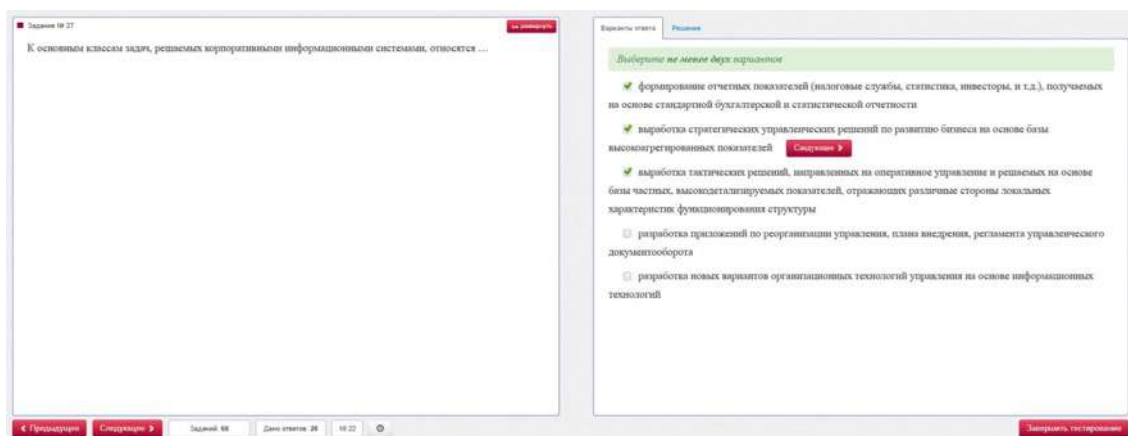 Задание № 27
развернуть
К основным классам задач, решаемых корпоративными информационными системами, относятся …
Варианты ответа
Решение
Выберите не менее двух вариантов
формирование отчетных показателей (налоговые службы, статистика, инвесторы, и т.д.), получаемых
на основе стандартной бухгалтерской и статистической отчетности
выработка стратегических управленческих решений по развитию бизнеса на основе базы
высокоагрегированных показателей Следующее
выработка тактических решений, направленных на оперативное управление и решаемых на основе
базы частных, высокодетализируемых показателей, отражающих различные стороны локальных
характеристик функционирования структуры
разработка приложений по реорганизации управления, плана внедрения, регламента управленческого
документооборота
разработка новых вариантов организационных технологий управления на основе информационных
технологий
Предыдущее Следующее Заданий: 68 Дано ответов: 26 16:22 Завершить тестирование